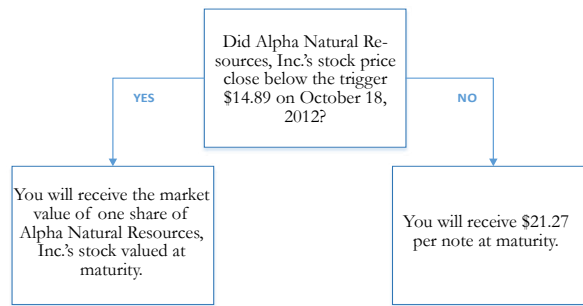 Did Alpha Natural Re-
sources, Inc.'s stock price
close below the trigger
$14.89 on October 18,
2012?
YES
NO
You will receive the market
value of one share of
Alpha Natural Resources,
Inc.'s stock valued at
maturity.
You will receive $21.27
per note at maturity.